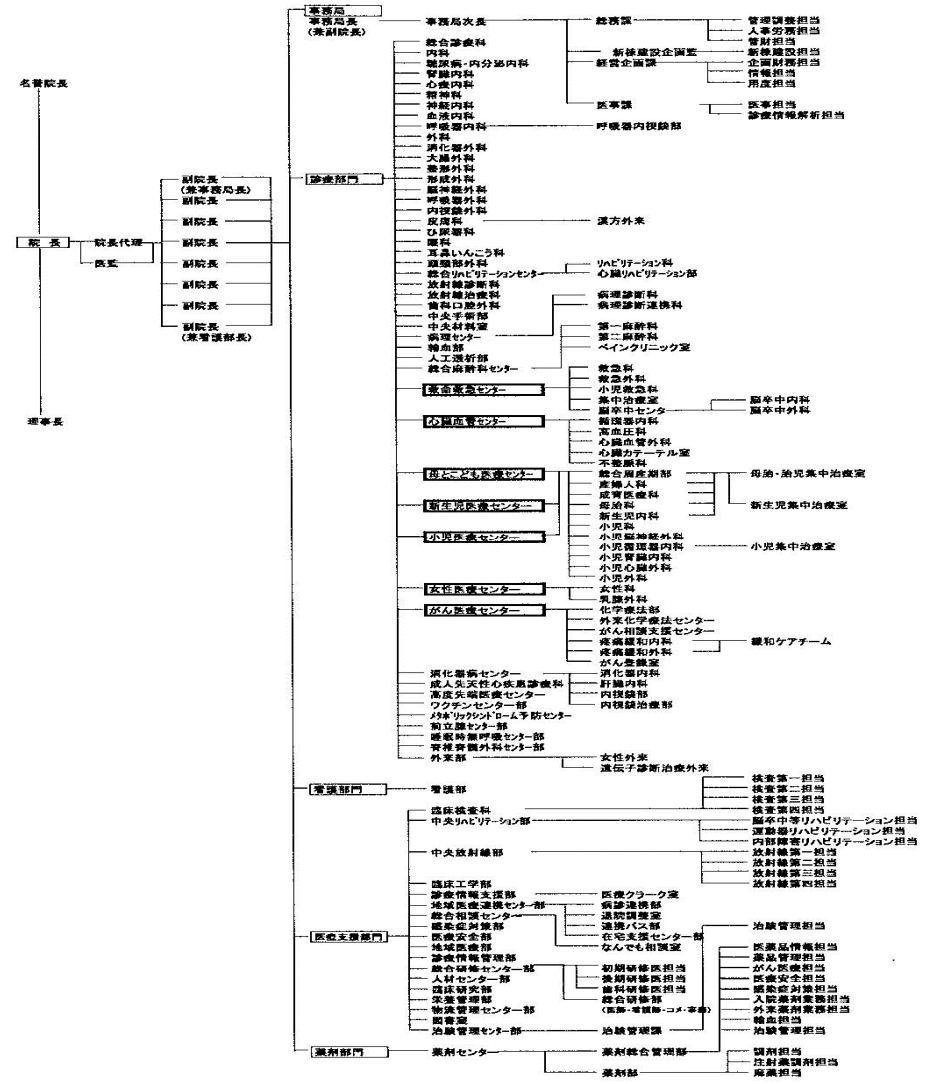 事務局
事務局長
(兼副院長)
事務局次長
総務課
管理調整担当
人事労務担当
管財担当
新棟建設企画監
新棟建設担当
経営企画課
企画財務担当
情報担当
用度担当
医事課
医事担当
診療情報解析担当
名誉院長
院 長
理事長
院長代理
医監
副院長
(兼事務局長)
副院長
副院長
副院長
副院長
副院長
副院長
副院長
(兼看護部長)
診療部門
総合診療科
内科
糖尿病・内分泌内科
腎臓内科
心療内科
精神科
神経内科
血液内科
呼吸器内科
呼吸器内視鏡部
外科
消化器外科
大腸外科
整形外科
形成外科
脳神経外科
呼吸器外科
内視鏡外科
皮膚科
漢方外来
ひ尿器科
眼科
耳鼻いんこう科
頭頸部外科
総合リハビリテーションセンター
リハビリテーション科
心臓リハビリテーション部
放射線診断科
放射線治療科
歯科口腔外科
中央手術部
中央材料室
病理センター
病理診断科
病理診断連携科
輸血部
人工透析部
総合麻酔科センター
第一麻酔科
第二麻酔科
ペインクリニック室
救命救急センター
救急科
救急外科
小児救急科
集中治療室
脳卒中センター
脳卒中内科
脳卒中外科
心臓血管センター
循環器内科
高血圧科
心臓血管外科
心臓カテーテル室
不整脈科
母とこども医療センター
新生児医療センター
小児医療センター
総合周産期部
産婦人科
成育医療科
母胎科
新生児内科
小児科
小児脳神経外科
小児循環器内科
小児腎臓内科
小児心臓外科
小児外科
母胎・胎児集中治療室
新生児集中治療室
小児集中治療室
女性医療センター
女性科
乳腺外科
がん医療センター
化学療法部
外来化学療法センター
がん相談支援センター
疼痛緩和内科
疼痛緩和外科
がん登録室
緩和ケアチーム
消化器病センター
消化器内科
肝臓内科
内視鏡部
内視鏡治療部
成人先天性心疾患診療科
高度先端医療センター
ワクチンセンター部
メタボリックシンドローム予防センター
前立腺センター部
睡眠時無呼吸センター部
脊椎脊髄外科センター部
外来部
女性外来
遺伝子診断治療外来
看護部門
看護部
医療支援部門
臨床検査科
検査第一担当
検査第二担当
検査第三担当
検査第四担当
中央リハビリテーション部
脳卒中等リハビリテーション担当
運動器リハビリテーション担当
内部障害リハビリテーション担当
中央放射線部
放射線第一担当
放射線第二担当
放射線第三担当
放射線第四担当
臨床工学部
診療情報支援部
医療クラーク室
地域医療連携センター部
病診連携部
退院調整室
連携パス部
在宅支援センター部
総合相談センター
なんでも相談室
感染症対策部
医療安全部
地域医療部
診療情報管理部
総合研修センター部
初期研修医担当
後期研修医担当
歯科研修医担当
総合研修部
(医師・看護師・コメ・事務)
人材センター部
臨床研究部
栄養管理部
物流管理センター部
図書室
治験管理センター部
治験管理課
治験管理担当
薬剤部門
薬剤センター
薬剤総合管理部
医薬品情報担当
薬品管理担当
がん医療担当
医療安全担当
感染症対策担当
入院薬剤業務担当
外来薬剤業務担当
輸血担当
治験管理担当
薬剤部
調剤担当
注射薬調剤担当
麻薬担当